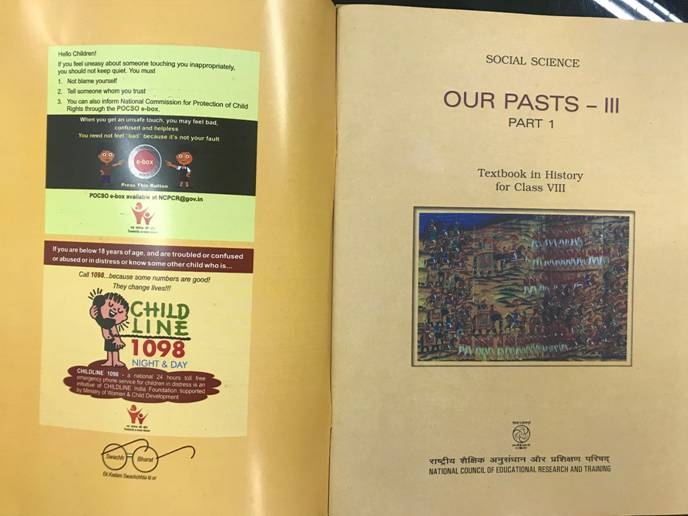 Hello Children!
If you feel uneasy about someone touching you inappropriately,
you should not keep quiet. You must
1. Not blame yourself
2. Tell someone whom you trust
3. You can also inform National Commission for Protection of Child
Rights through the POCSO e-box.
When you get an unsafe touch, you may feel bad,
confused and helpless
You need not feel "bad" because it's not your fault
e-box
Press This Button
POCSO e-box available at NCPCR@gov.in
If you are below 18 years of age, and are troubled or confused
or abused or in distress or know some other child who is...
Call 1098...because some numbers are good!
They change lives!!!
CHILD
LINE
1098
NIGHT & DAY
CHILDLINE 1098 - a national 24 hours toll free
emergency phone service for children in distress is an
initiative of CHILDLINE India Foundation supported
by Ministry of Women & Child Development
Swachh Bharat
SOCIAL SCIENCE
OUR PASTS – III
PART 1
Textbook in History
for Class VIII
राष्ट्रीय शैक्षिक अनुसंधान और प्रशिक्षण परिषद्
NATIONAL COUNCIL OF EDUCATIONAL RESEARCH AND TRAINING